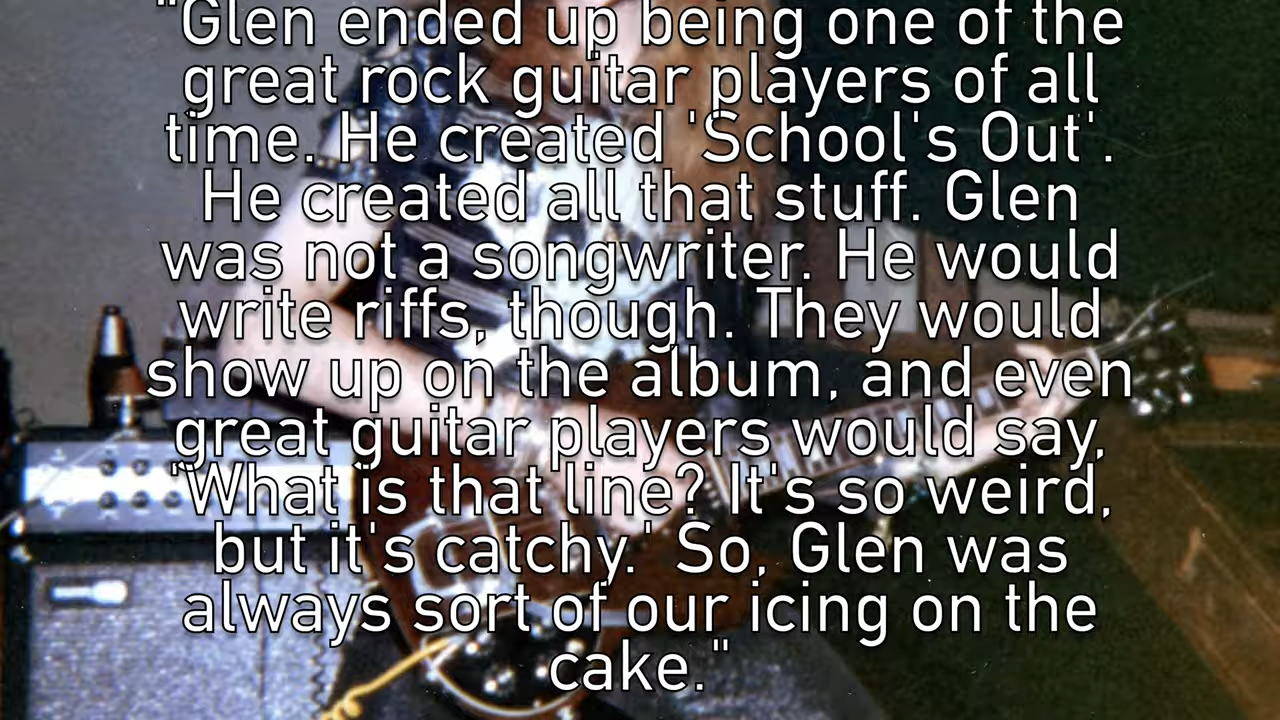 "Glen ended up being one of the
great rock guitar players of all
time. He created 'School's Out'.
He created all that stuff. Glen
was not a songwriter. He would
write riffs, though. They would
show up on the album, and even
great guitar players would say,
'What is that line? It's so weird,
but it's catchy.' So, Glen was
always sort of our icing on the
cake."